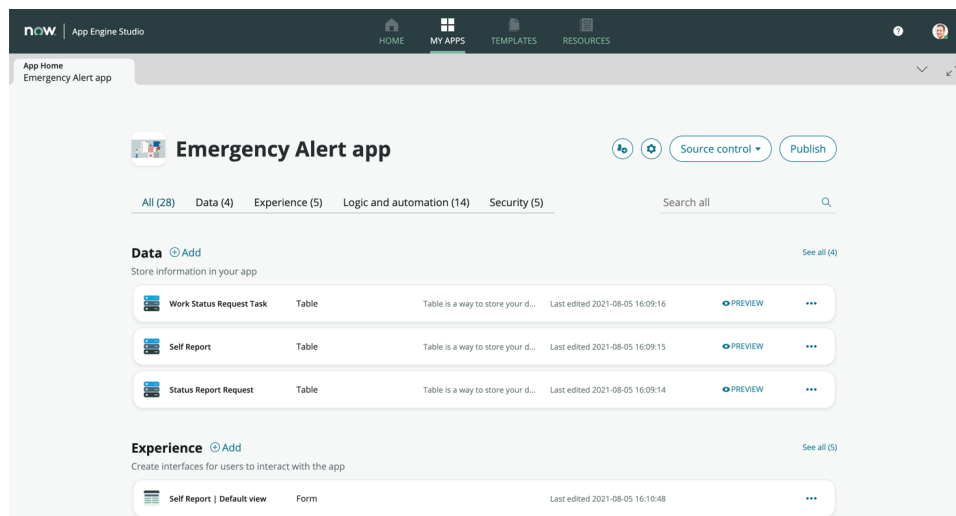 now. App Engine Studio
HOME MY APPS TEMPLATES RESOURCES
?
App Home
Emergency Alert app
Emergency Alert app
Source control Publish
All (28) Data (4) Experience (5) Logic and automation (14) Security (5) Search all
Data Add See all (4)
Store information in your app
Work Status Request Task Table Table is a way to store your d... Last edited 2021-08-05 16:09:16 PREVIEW
Self Report Table Table is a way to store your d... Last edited 2021-08-05 16:09:15 PREVIEW
Status Report Request Table Table is a way to store your d... Last edited 2021-08-05 16:09:14 PREVIEW
Experience Add See all (5)
Create interfaces for users to interact with the app
Self Report | Default view Form Last edited 2021-08-05 16:10:48